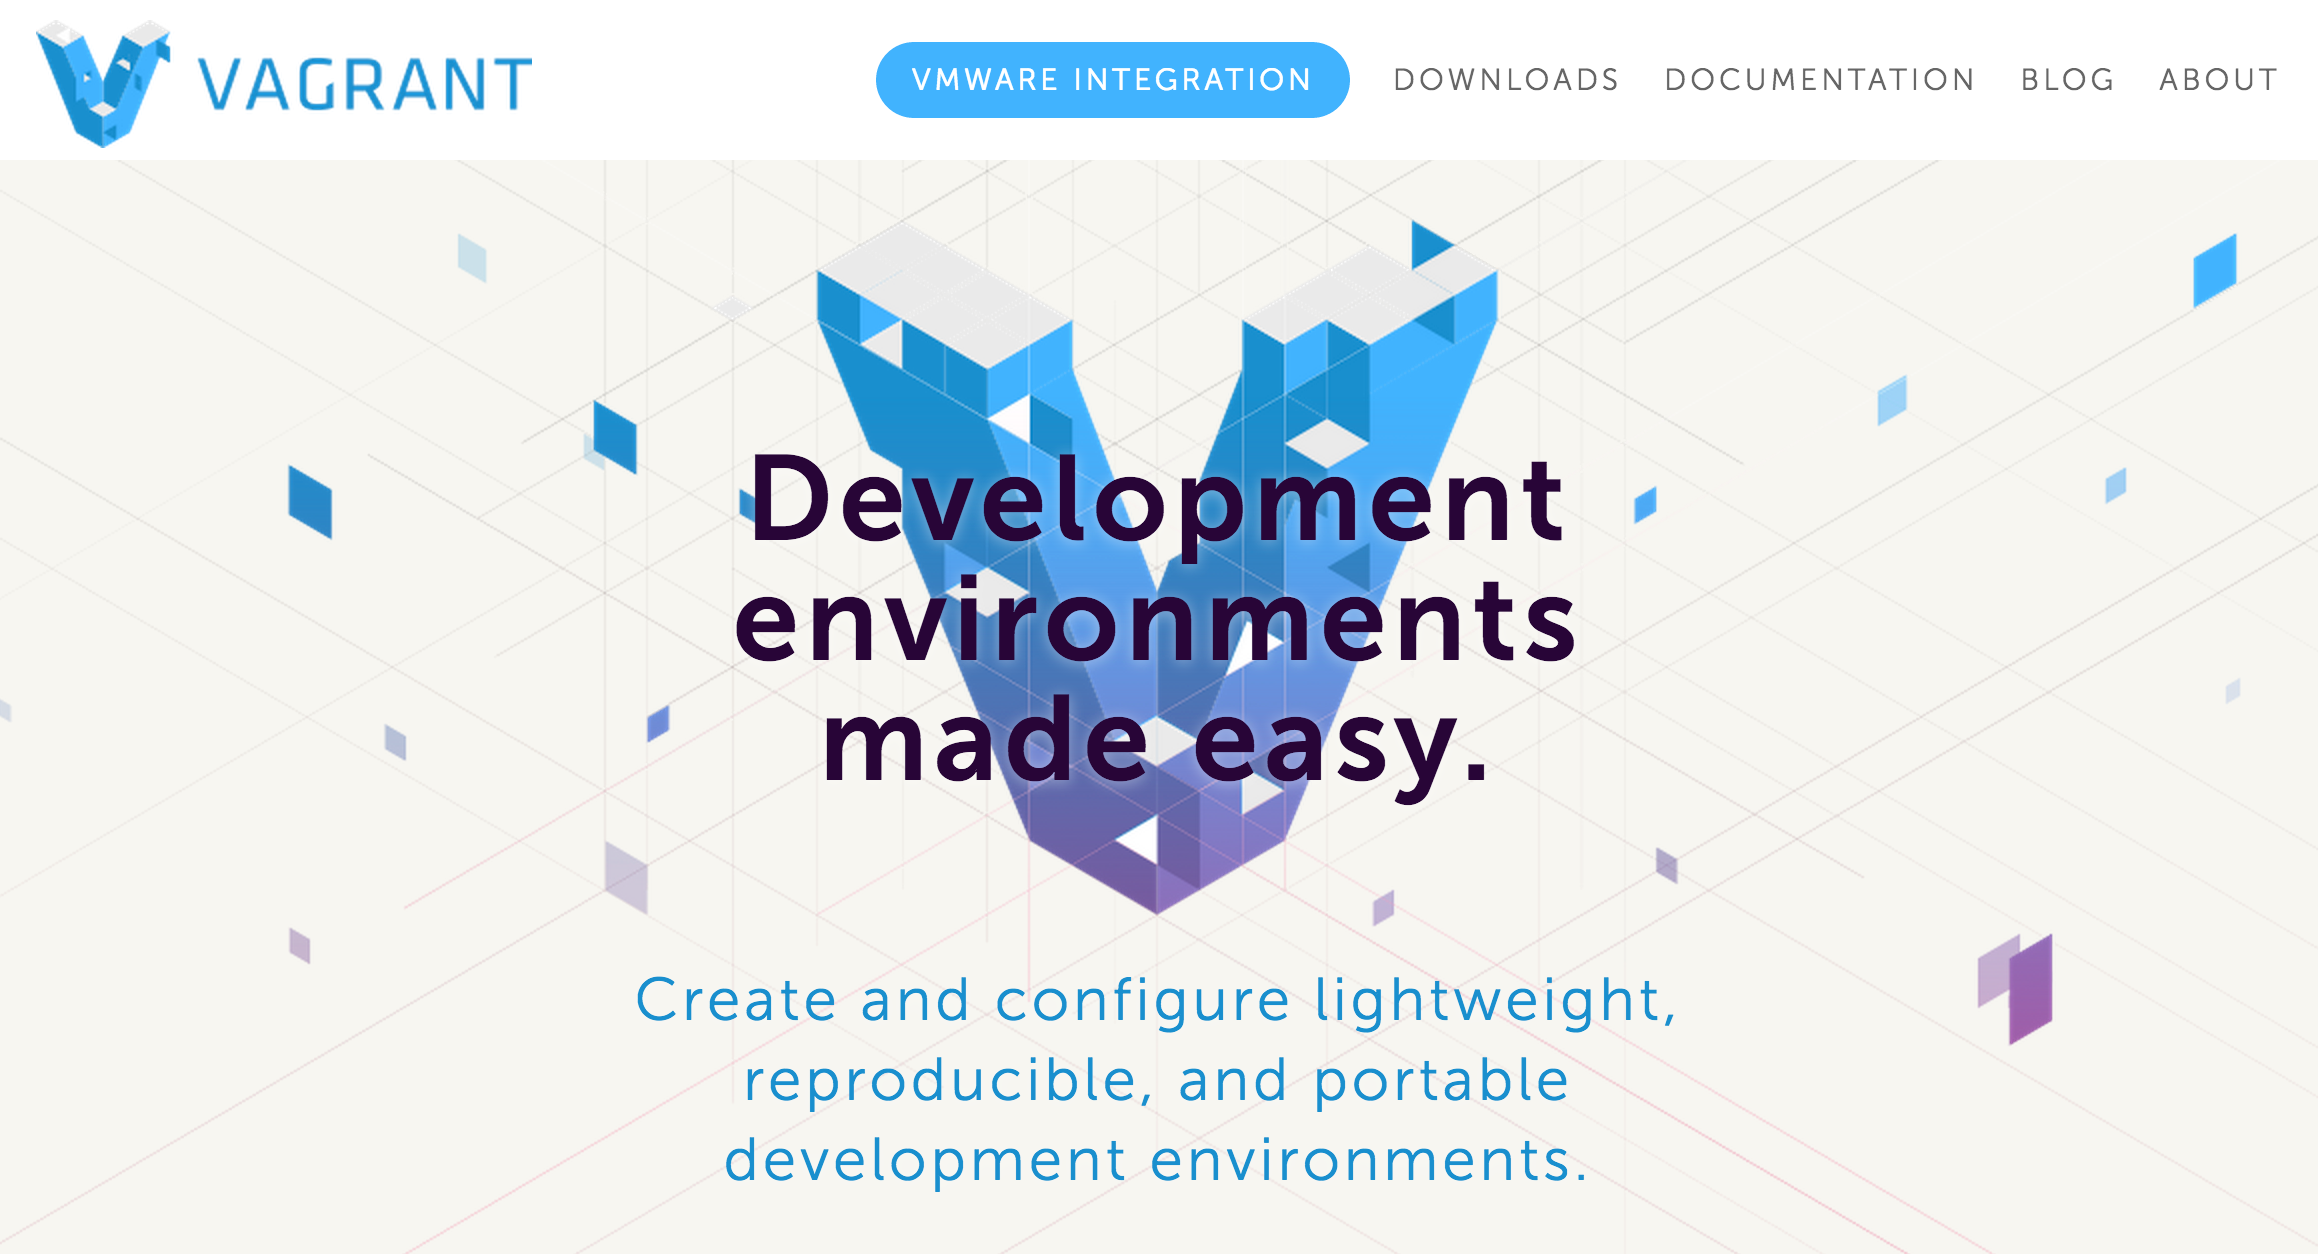 VAGRANT
VMWARE INTEGRATION
DOWNLOADS
DOCUMENTATION
BLOG
ABOUT
Development
environments
made easy.
Create and configure lightweight,
reproducible, and portable
development environments.